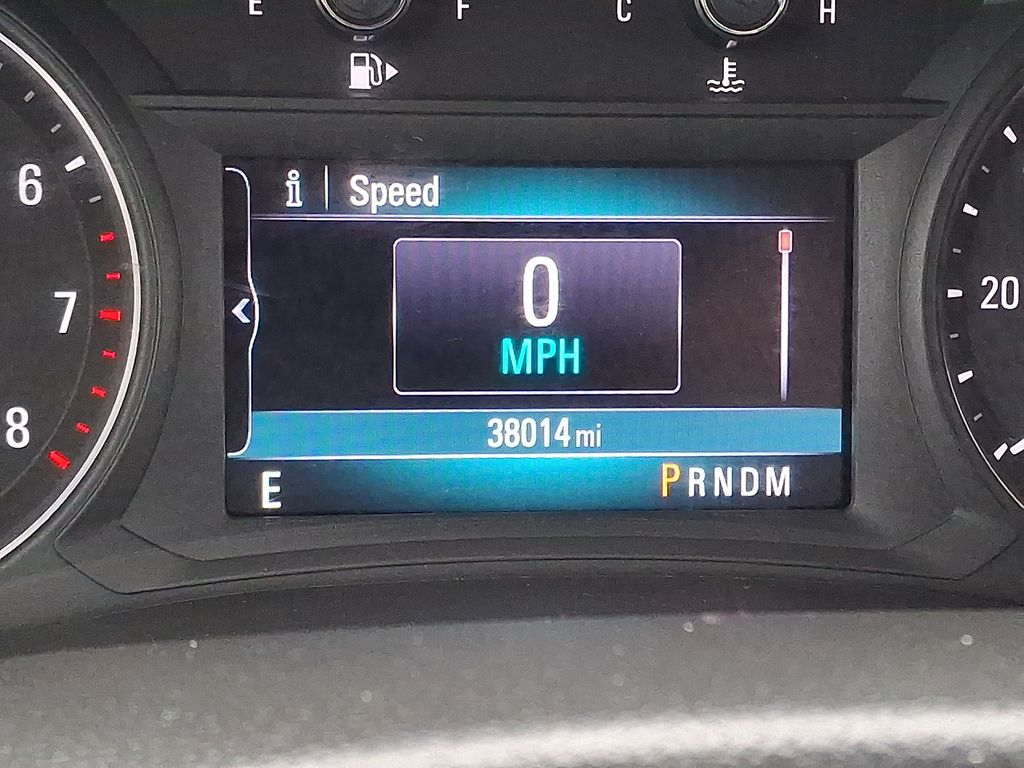 E F C H
i Speed
6
0
20
7
MPH
8
38014 mi
E PRNDM